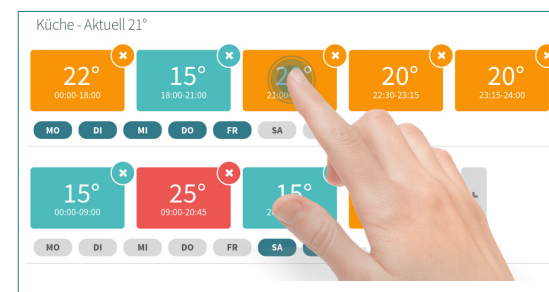 Küche - Aktuell 21°
22° 15° 20° 20°
00:00-18:00 18:00-21:00 22:30-23:15 23:15-24:00
MO DI MI DO FR SA
15° 25° 15°
00:00-09:00 09:00-20:45
MO DI MI DO FR SA